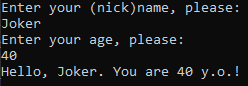 Enter your (nick)name, please:
Joker
Enter your age, please:
40
Hello, Joker. You are 40 y.o.!